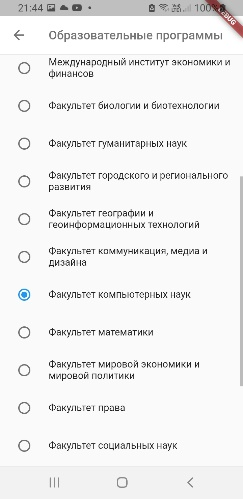 21:44
100%
Образовательные программы
Международный институт экономики и
финансов
Факультет биологии и биотехнологии
Факультет гуманитарных наук
Факультет городского и регионального
развития
Факультет географии и
геоинформационных технологий
Факультет коммуникация, медиа и
дизайна
Факультет компьютерных наук
Факультет математики
Факультет мировой экономики и
мировой политики
Факультет права
Факультет социальных наук